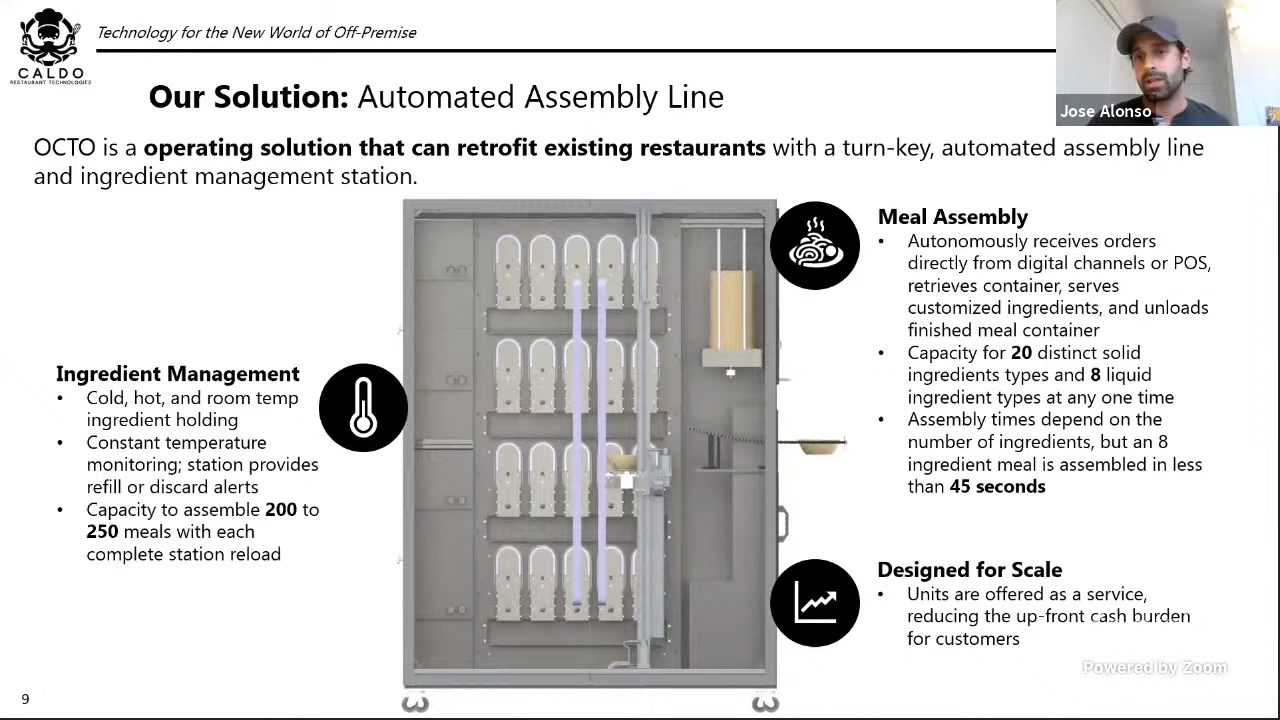 CALDO
RESTAURANT TECHNOLOGIES
Technology for the New World of Off-Premise
Jose Alonso
Our Solution: Automated Assembly Line
OCTO is a operating solution that can retrofit existing restaurants with a turn-key, automated assembly line
and ingredient management station.
Ingredient Management
• Cold, hot, and room temp
ingredient holding
• Constant temperature
monitoring; station provides
refill or discard alerts
• Capacity to assemble 200 to
250 meals with each
complete station reload
Meal Assembly
• Autonomously receives orders
directly from digital channels or POS,
retrieves container, serves
customized ingredients, and unloads
finished meal container
• Capacity for 20 distinct solid
ingredients types and 8 liquid
ingredient types at any one time
• Assembly times depend on the
number of ingredients, but an 8
ingredient meal is assembled in less
than 45 seconds
Designed for Scale
• Units are offered as a service,
reducing the up-front cash burden
for customers
Powered by Zoom
9